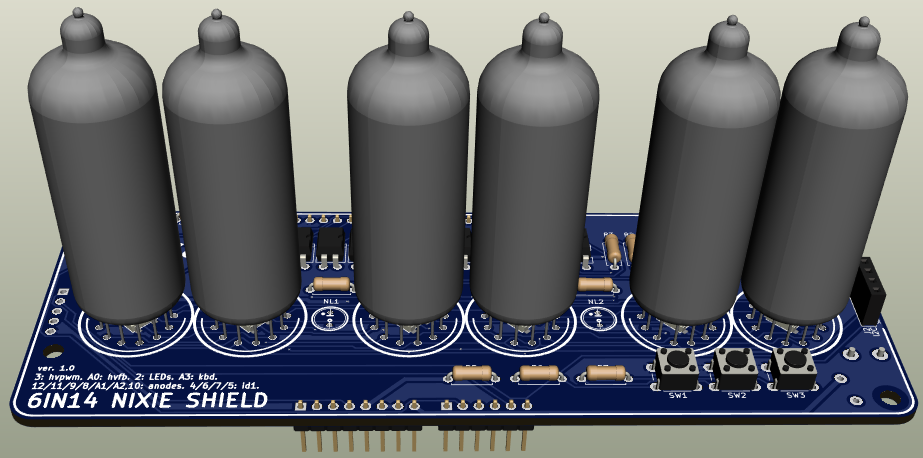 NL1
NL2
ver. 1.0
3: hvpwm. A0: hvfb. 2: LEDs. A3: kbd.
12/11/9/8/A1/A2,10: anodes. 4/6/7/5: id1.
6IN14 NIXIE SHIELD
SW1
SW2
SW3